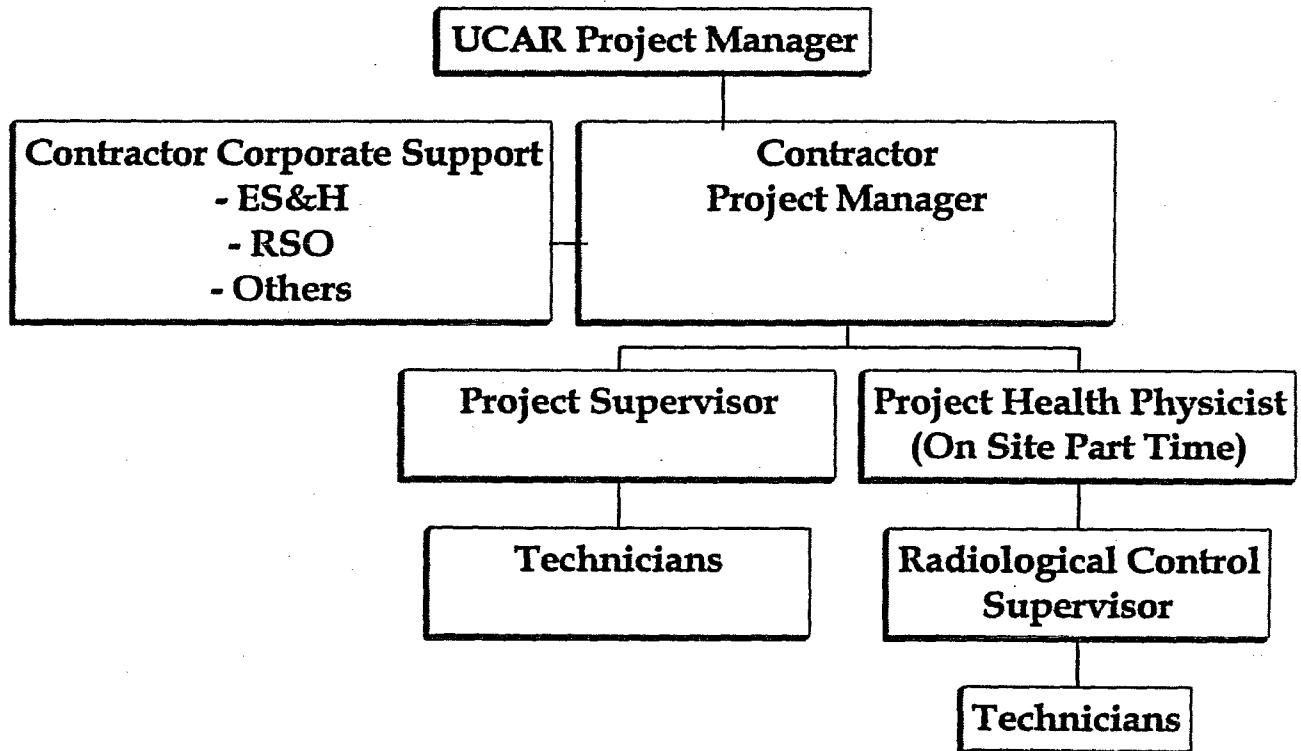 UCAR Project Manager
Contractor Corporate Support
- ES&H
- RSO
- Others
Contractor
Project Manager
Project Supervisor
Project Health Physicist
(On Site Part Time)
Technicians
Radiological Control
Supervisor
Technicians